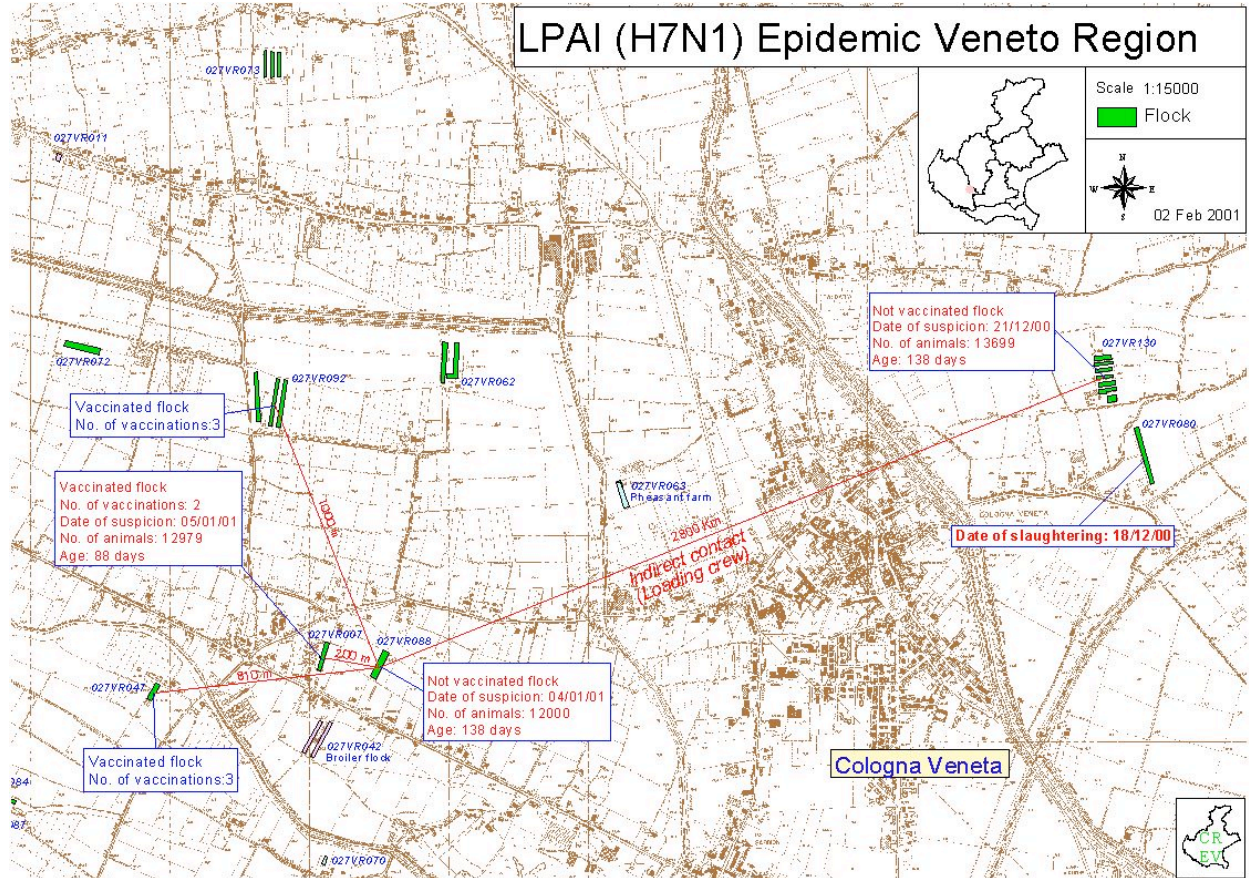 LPAI (H7N1) Epidemic Veneto Region
Scale 1:15000
Flock
N
W
E
S
02 Feb 2001
027VR073
027VR011
Not vaccinated flock
Date of suspicion: 21/12/00
No. of animals: 13699
Age: 138 days
027VR130
027VR072
027VR092
027VR062
Vaccinated flock
No. of vaccinations:3
027VR080
Vaccinated flock
No. of vaccinations: 2
Date of suspicion: 05/01/01
No. of animals: 12979
Age: 88 days
1000 m
027VR063
Pheasant farm
2800 Km
Indirect contact
(Loading crew)
COLOGNA VENETA
Date of slaughtering: 18/12/00
027VR007
027VR088
200 m
810 m
027VR047
Not vaccinated flock
Date of suspicion: 04/01/01
No. of animals: 12000
Age: 138 days
027VR042
Broiler flock
Vaccinated flock
No. of vaccinations:3
Cologna Veneta
084
087
027VR070
CR
EV